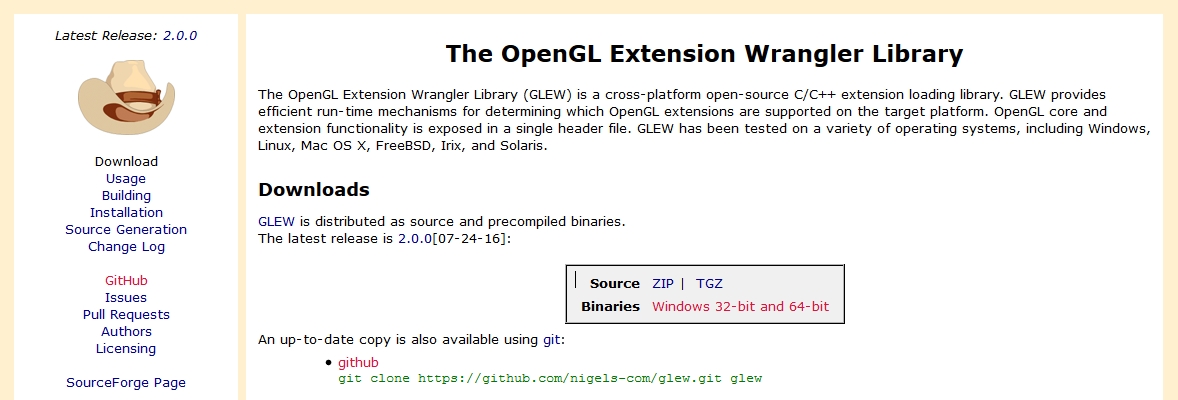 Latest Release: 2.0.0
Download
Usage
Building
Installation
Source Generation
Change Log
GitHub
Issues
Pull Requests
Authors
Licensing
SourceForge Page
The OpenGL Extension Wrangler Library
The OpenGL Extension Wrangler Library (GLEW) is a cross-platform open-source C/C++ extension loading library. GLEW provides
efficient run-time mechanisms for determining which OpenGL extensions are supported on the target platform. OpenGL core and
extension functionality is exposed in a single header file. GLEW has been tested on a variety of operating systems, including Windows,
Linux, Mac OS X, FreeBSD, Irix, and Solaris.
Downloads
GLEW is distributed as source and precompiled binaries.
The latest release is 2.0.0[07-24-16]:
Source ZIP | TGZ
Binaries Windows 32-bit and 64-bit
An up-to-date copy is also available using git:
• github
git clone https://github.com/nigels-com/glew.git glew